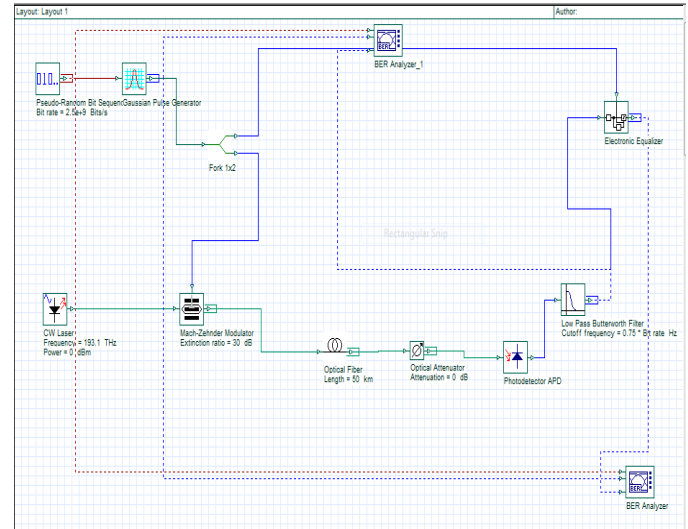 Layout: Layout 1
Author:
BER Analyzer_1
Pseudo-Random Bit Sequence
Gaussian Pulse Generator
Bit rate = 2.5e+9 Bits/s
Electronic Equalizer
Fork 1x2
Rectangular Snip
CW Laser
Frequency = 193.1 THz
Power = 0 dBm
Mach-Zehnder Modulator
Extinction ratio = 30 dB
Low Pass Butterworth Filter
Cutoff frequency = 0.75 * Bit rate Hz
Optical Fiber
Length = 50 km
Optical Attenuator
Attenuation = 0 dB
Photodetector APD
BER Analyzer